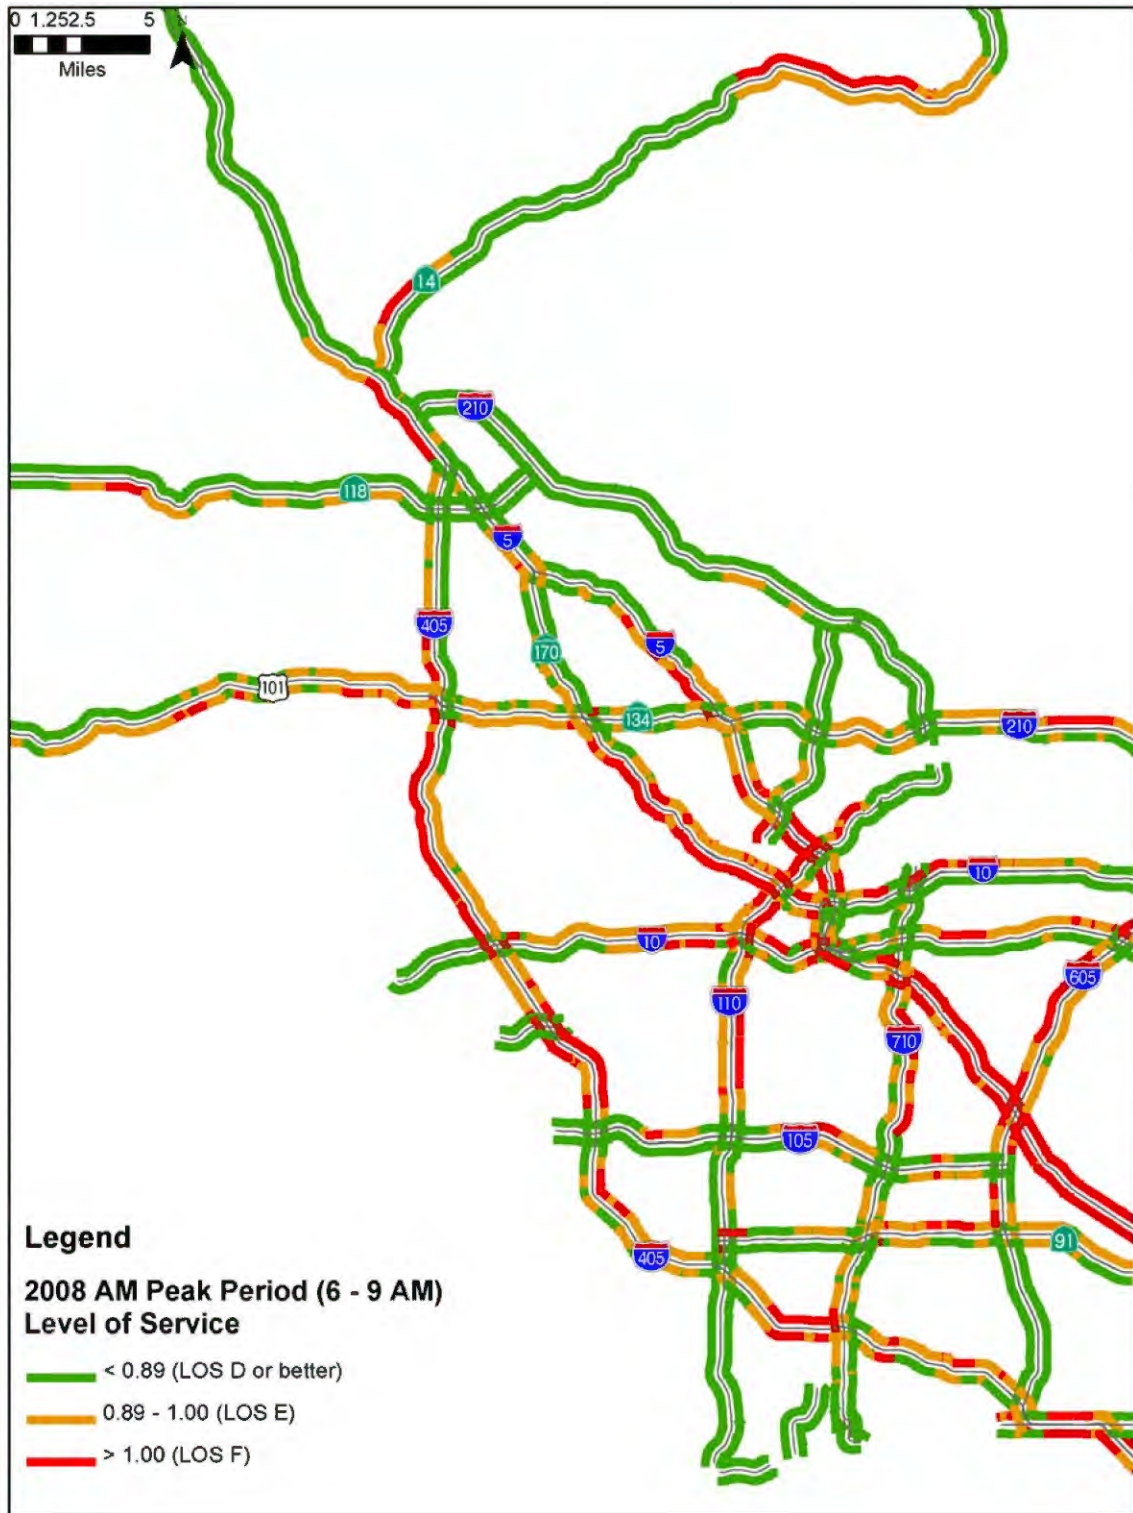 0 1.252.5 5
N
Miles
14
210
118
5
405
5
170
101
134
210
10
10
605
110
710
105
91
405
Legend
2008 AM Peak Period (6 - 9 AM)
Level of Service
< 0.89 (LOS D or better)
0.89 - 1.00 (LOS E)
> 1.00 (LOS F)